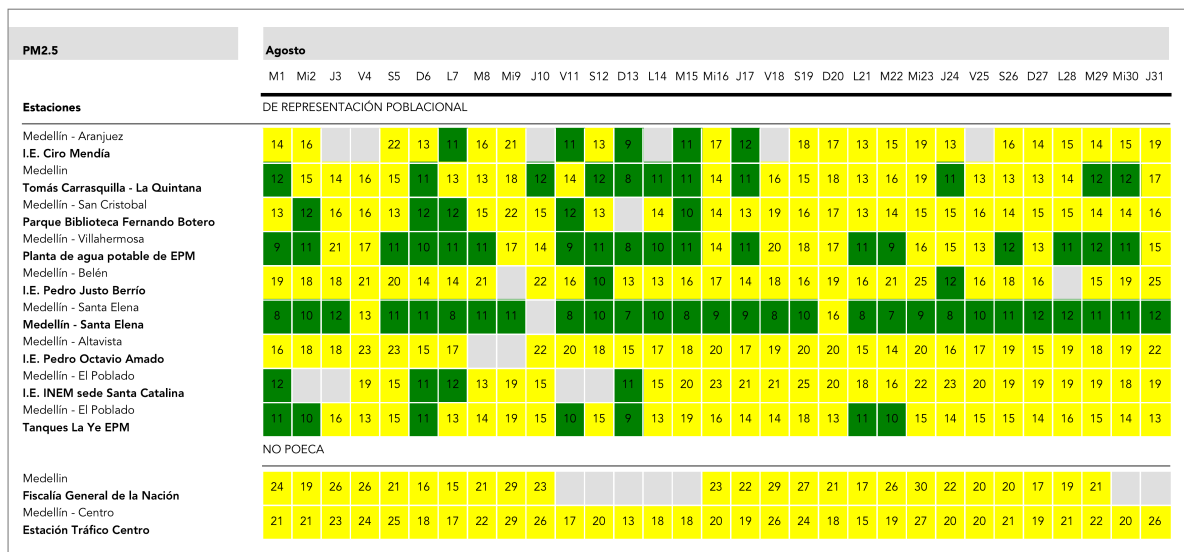 PM2.5 Agosto
M1 Mi2 J3 V4 S5 D6 L7 M8 Mi9 J10 V11 S12 D13 L14 M15 Mi16 J17 V18 S19 D20 L21 M22 Mi23 J24 V25 S26 D27 L28 M29 Mi30 J31
Estaciones DE REPRESENTACIÓN POBLACIONAL
Medellín - Aranjuez
I.E. Ciro Mendía
14 16 22 13 11 16 21 11 13 9 11 17 12 18 17 13 15 19 13 16 14 15 14 15 19
Medellin
Tomás Carrasquilla - La Quintana
12 15 14 16 15 11 13 13 18 12 14 12 8 11 11 14 11 16 15 18 13 16 19 11 13 13 13 14 12 12 17
Medellín - San Cristobal
Parque Biblioteca Fernando Botero
13 12 16 16 13 12 12 15 22 15 12 13 14 10 14 13 19 16 17 13 14 15 15 16 14 15 15 14 14 16
Medellín - Villahermosa
Planta de agua potable de EPM
9 11 21 17 11 10 11 11 17 14 9 11 8 10 11 14 11 20 18 17 11 9 16 15 13 12 13 11 12 11 15
Medellín - Belén
I.E. Pedro Justo Berrío
19 18 18 21 20 14 14 21 22 16 10 13 13 16 17 14 18 16 19 16 21 25 12 16 18 16 15 19 25
Medellín - Santa Elena
Medellín - Santa Elena
8 10 12 13 11 11 8 11 11 8 10 7 10 8 9 9 8 10 16 8 7 9 8 10 11 12 12 11 11 12
Medellín - Altavista
I.E. Pedro Octavio Amado
16 18 18 23 23 15 17 22 20 18 15 17 18 20 17 19 20 20 15 14 20 16 17 19 15 19 18 19 22
Medellín - El Poblado
I.E. INEM sede Santa Catalina
12 19 15 11 12 13 19 15 11 15 20 23 21 21 25 20 18 16 22 23 20 19 19 19 19 18 19
Medellín - El Poblado
Tanques La Ye EPM
11 10 16 13 15 11 13 14 19 15 10 15 9 13 19 16 14 14 18 13 11 10 15 14 15 15 14 16 15 14 13
NO POECA
Medellin
Fiscalía General de la Nación
24 19 26 26 21 16 15 21 29 23 23 22 29 27 21 17 26 30 22 20 20 17 19 21
Medellín - Centro
Estación Tráfico Centro
21 21 23 24 25 18 17 22 29 26 17 20 13 18 18 20 19 26 24 18 15 19 27 20 20 21 19 21 22 20 26